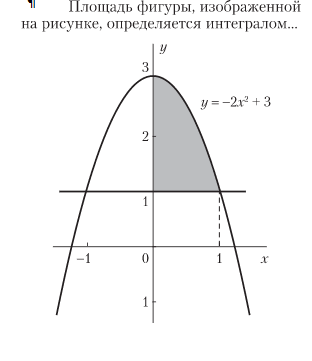 Площадь фигуры, изображенной
на рисунке, определяется интегралом...
y
3
y = −2x² + 3
2
1
−1
0
1
x
1